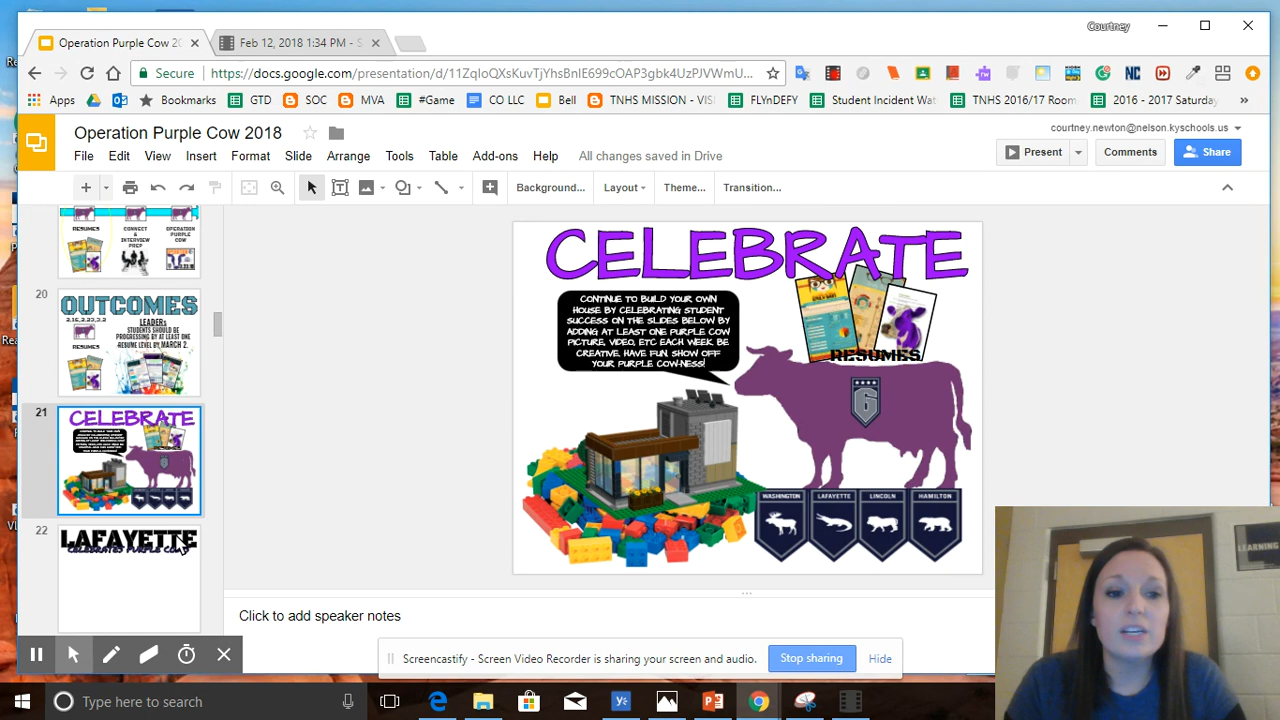 Courtney
Operation Purple Cow 20
Feb 12, 2018 1:34 PM - S
Secure
https://docs.google.com/presentation/d/11ZqIoQXsKuvTjYhsBnIE699cOAP3gbk4UzPJVWmU...
Apps
Bookmarks
GTD
SOC
MVA
#Game
CO LLC
Bell
TNHS MISSION - VIS
FLYnDEFY
Student Incident Wat
TNHS 2016/17 Room
2016 - 2017 Saturday
Operation Purple Cow 2018
courtney.newton@nelson.kyschools.us
File Edit View Insert Format Slide Arrange Tools Table Add-ons Help
All changes saved in Drive
Present
Comments
Share
Background...
Layout
Theme...
Transition...
RESUMES
CONNECT
&
INTERVIEW
PREP
OPERATION
PURPLE
COW
20
OUTCOMES
LEADERS
STUDENTS SHOULD BE
PROGRESSING BY AT LEAST ONE
RESUME LEVEL BY MARCH 2.
RESUMES
21
CELEBRATE
22
LAFAYETTE
CELEBRATES PURPLE COW
CELEBRATE
CONTINUE TO BUILD YOUR OWN
HOUSE BY CELEBRATING STUDENT
SUCCESS ON THE SLIDES BELOW BY
ADDING AT LEAST ONE PURPLE COW
PICTURE, VIDEO, ETC EACH WEEK. BE
CREATIVE, HAVE FUN, SHOW OFF
YOUR PURPLE COW-NESS!
RESUMES
6
WASHINGTON
LAFAYETTE
LINCOLN
HAMILTON
Click to add speaker notes
LEARNING
Screencastify - Screen Video Recorder is sharing your screen and audio.
Stop sharing
Hide
Type here to search